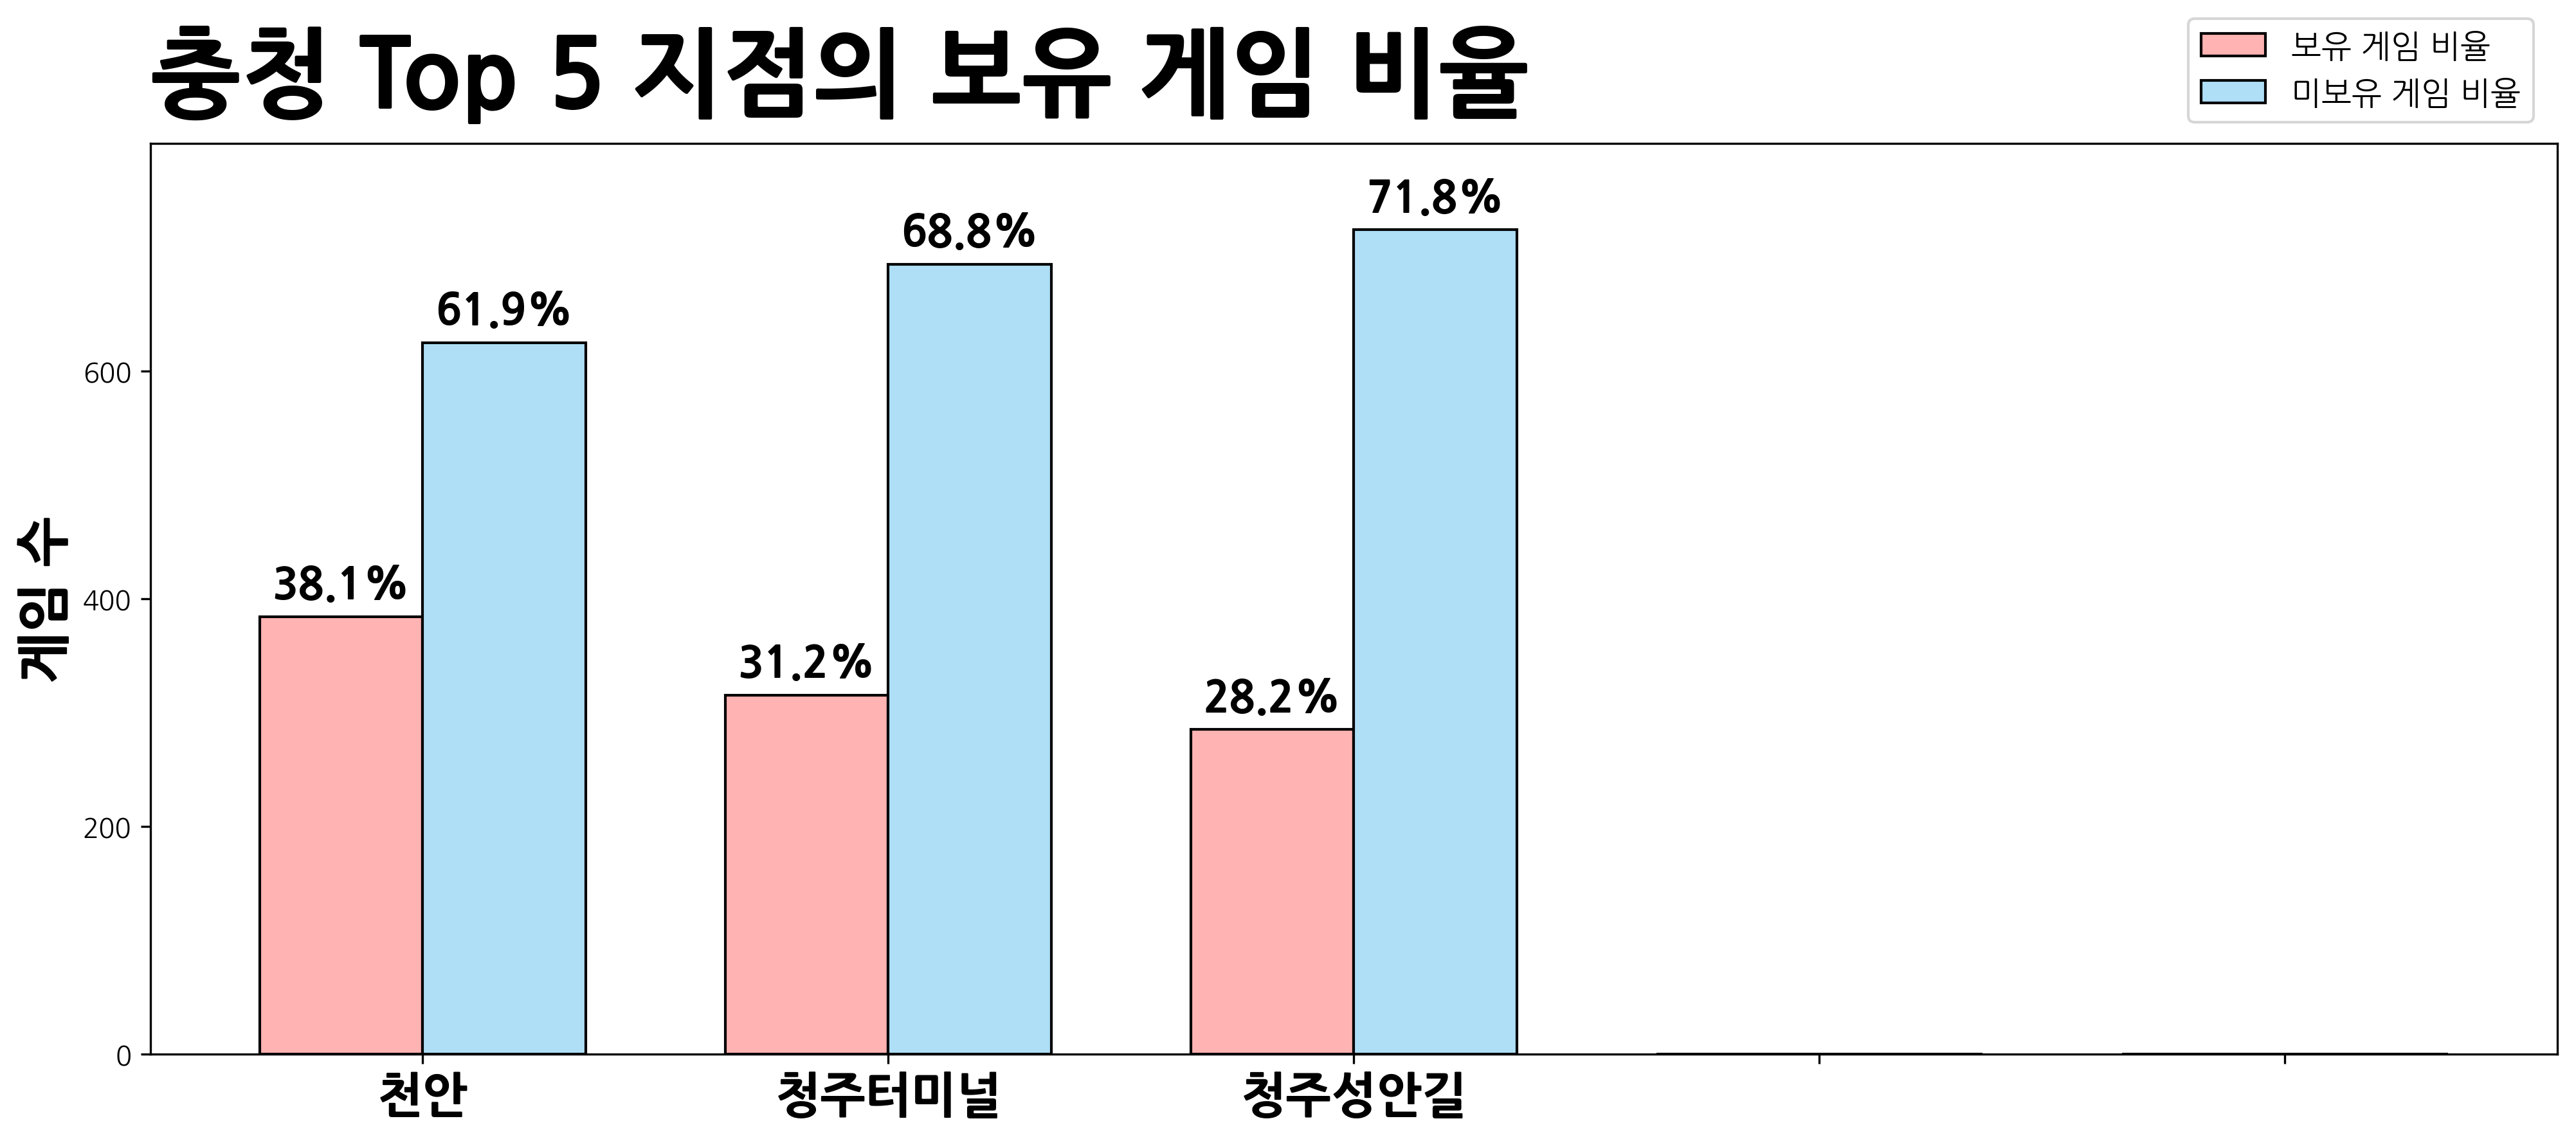 충청 Top 5 지점의 보유 게임 비율
보유 게임 비율
미보유 게임 비율
게임 수
600
400
200
0
38.1%
61.9%
31.2%
68.8%
28.2%
71.8%
천안
청주터미널
청주성안길